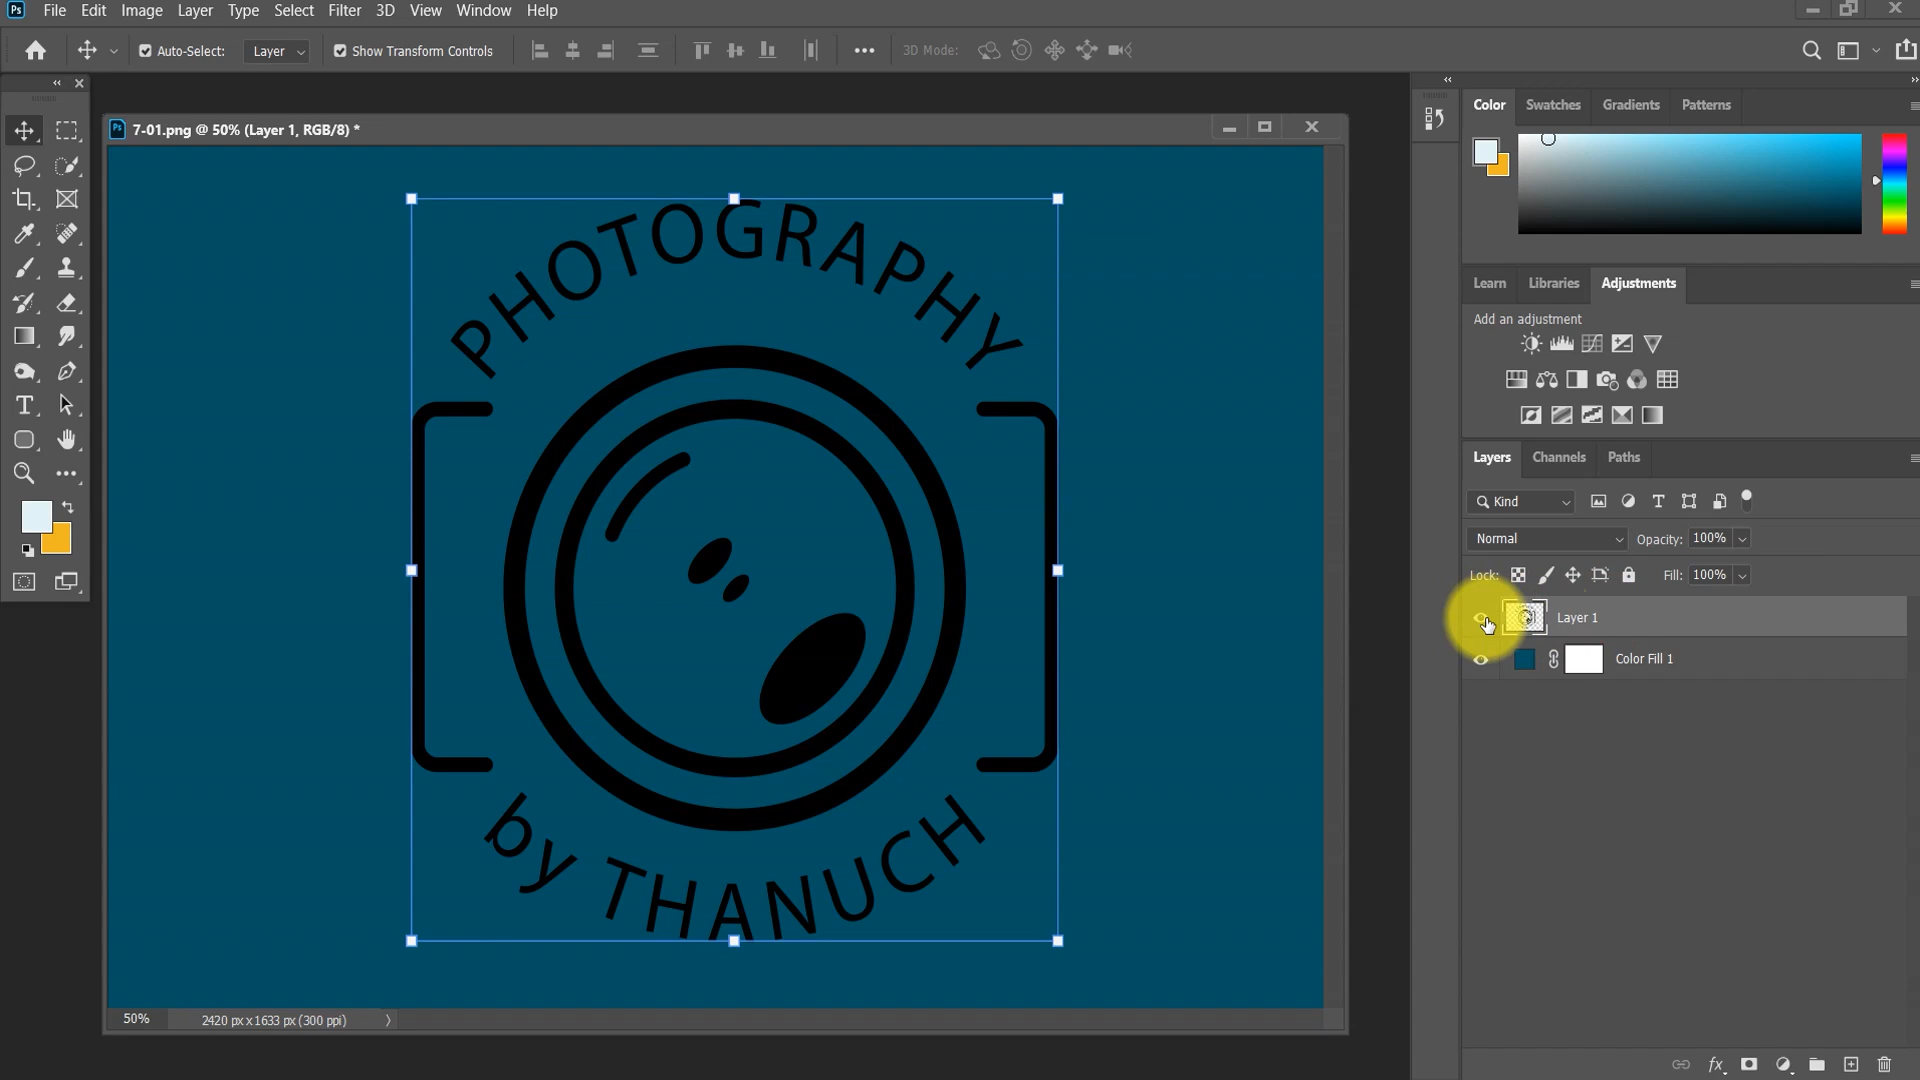 Ps File Edit Image Layer Type Select Filter 3D View Window Help
Auto-Select: Layer Show Transform Controls 3D Mode:
Ps 7-01.png @ 50% (Layer 1, RGB/8) *
PHOTOGRAPHY
by THANUCH
50% 2420 px x 1633 px (300 ppi)
Color Swatches Gradients Patterns
Learn Libraries Adjustments
Add an adjustment
Layers Channels Paths
Kind
Normal Opacity: 100%
Lock: Fill: 100%
Layer 1
Color Fill 1
fx